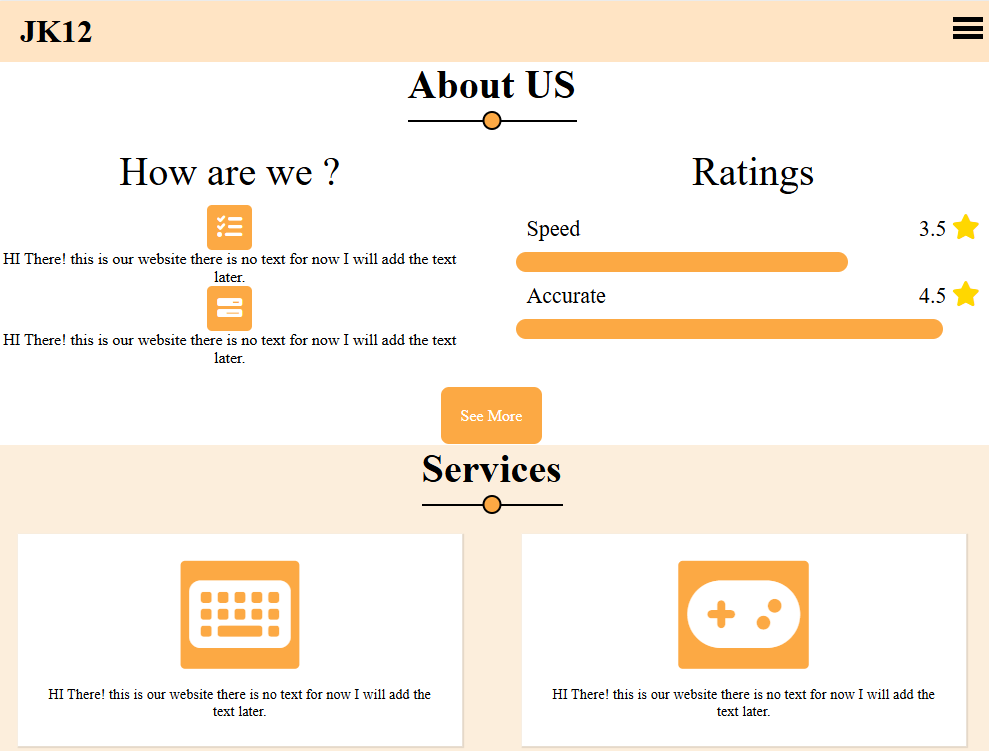 JK12
About US
How are we ?
HI There! this is our website there is no text for now I will add the text
later.
HI There! this is our website there is no text for now I will add the text
later.
Ratings
Speed 3.5
Accurate 4.5
See More
Services
HI There! this is our website there is no text for now I will add the
text later.
HI There! this is our website there is no text for now I will add the
text later.